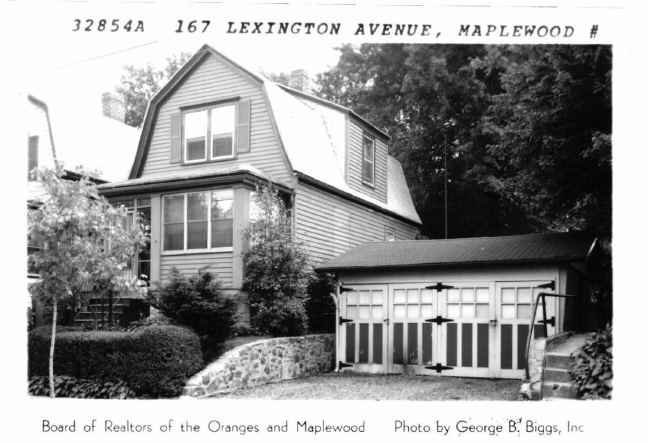 32854A 167 LEXINGTON AVENUE, MAPLEWOOD #
Board of Realtors of the Oranges and Maplewood Photo by George B. Biggs, Inc